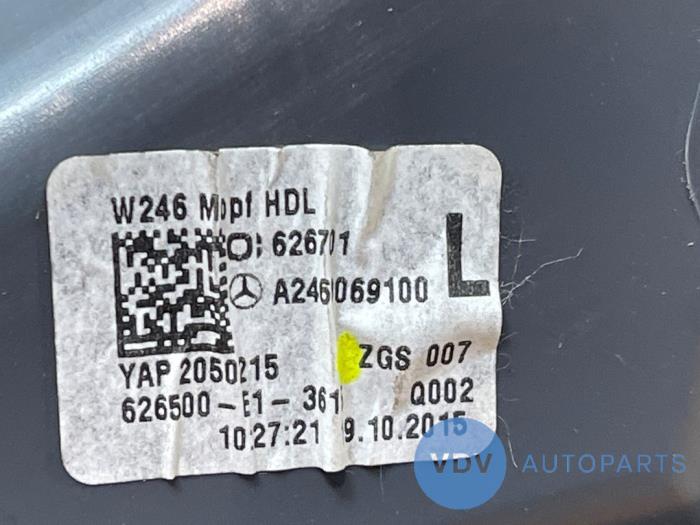 W246 Mopf HDL
626701
L
A246069100
YAP 2050215
ZGS 007
626500-E1-361
Q002
10:27:21 9.10.2015
VDV AUTOPARTS